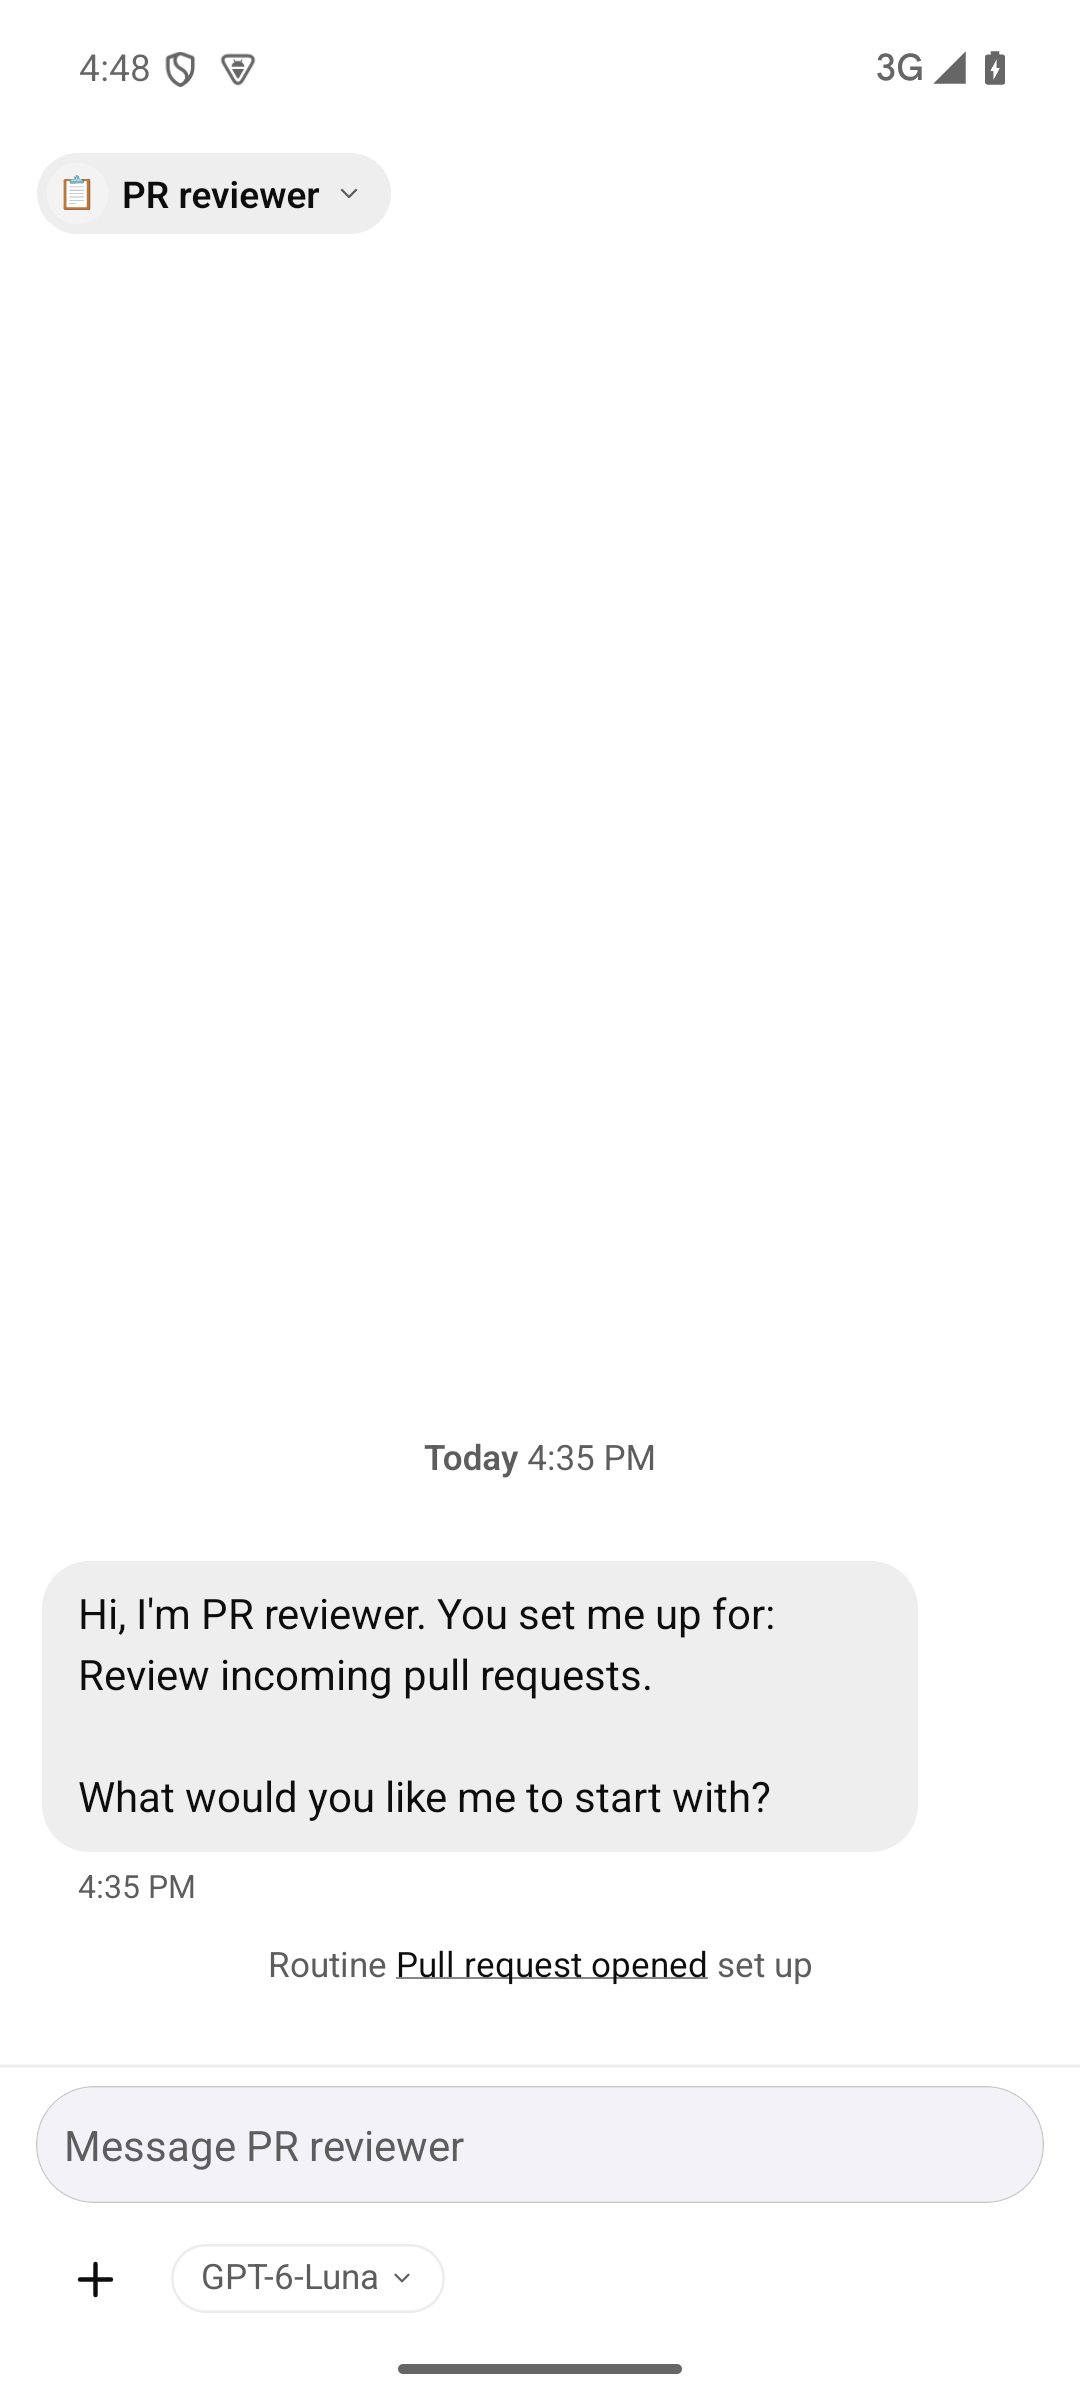 4:48
3G
PR reviewer
Today 4:35 PM
Hi, I'm PR reviewer. You set me up for:
Review incoming pull requests.
What would you like me to start with?
4:35 PM
Routine Pull request opened set up
Message PR reviewer
GPT-6-Luna